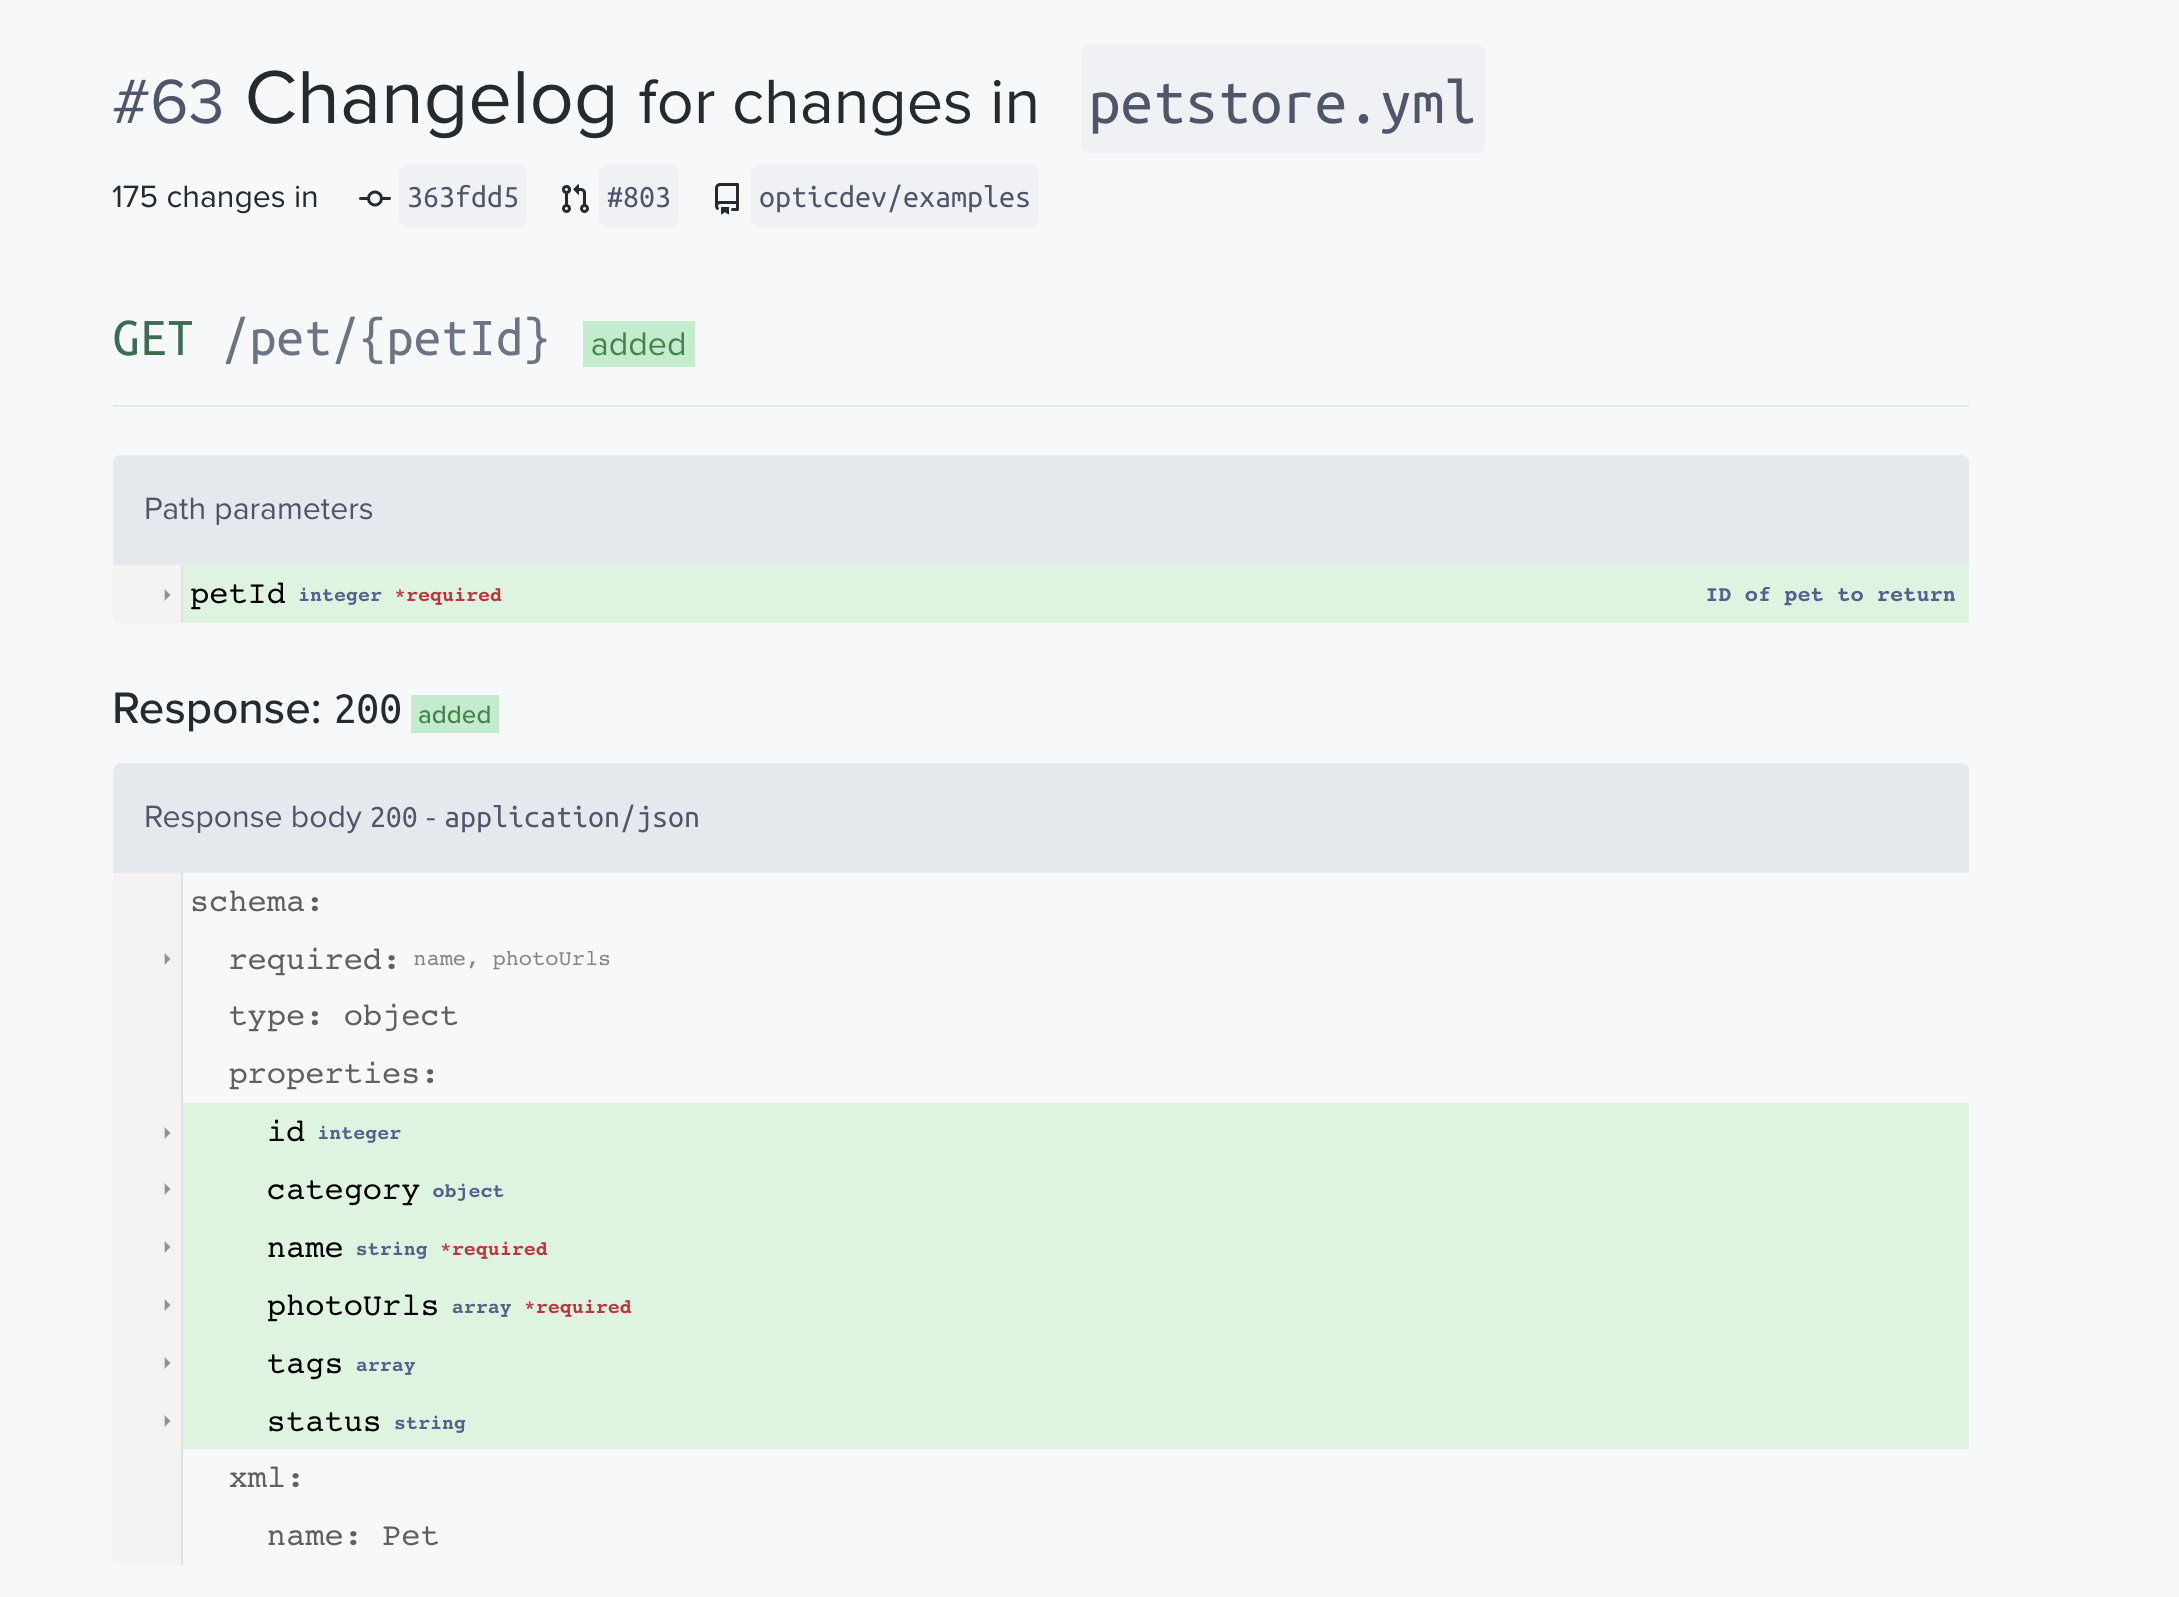 #63 Changelog for changes in petstore.yml
175 changes in 363fdd5 #803 opticdev/examples
GET /pet/{petId} added
Path parameters
petId integer *required ID of pet to return
Response: 200 added
Response body 200 - application/json
schema:
required: name, photoUrls
type: object
properties:
id integer
category object
name string *required
photoUrls array *required
tags array
status string
xml:
name: Pet